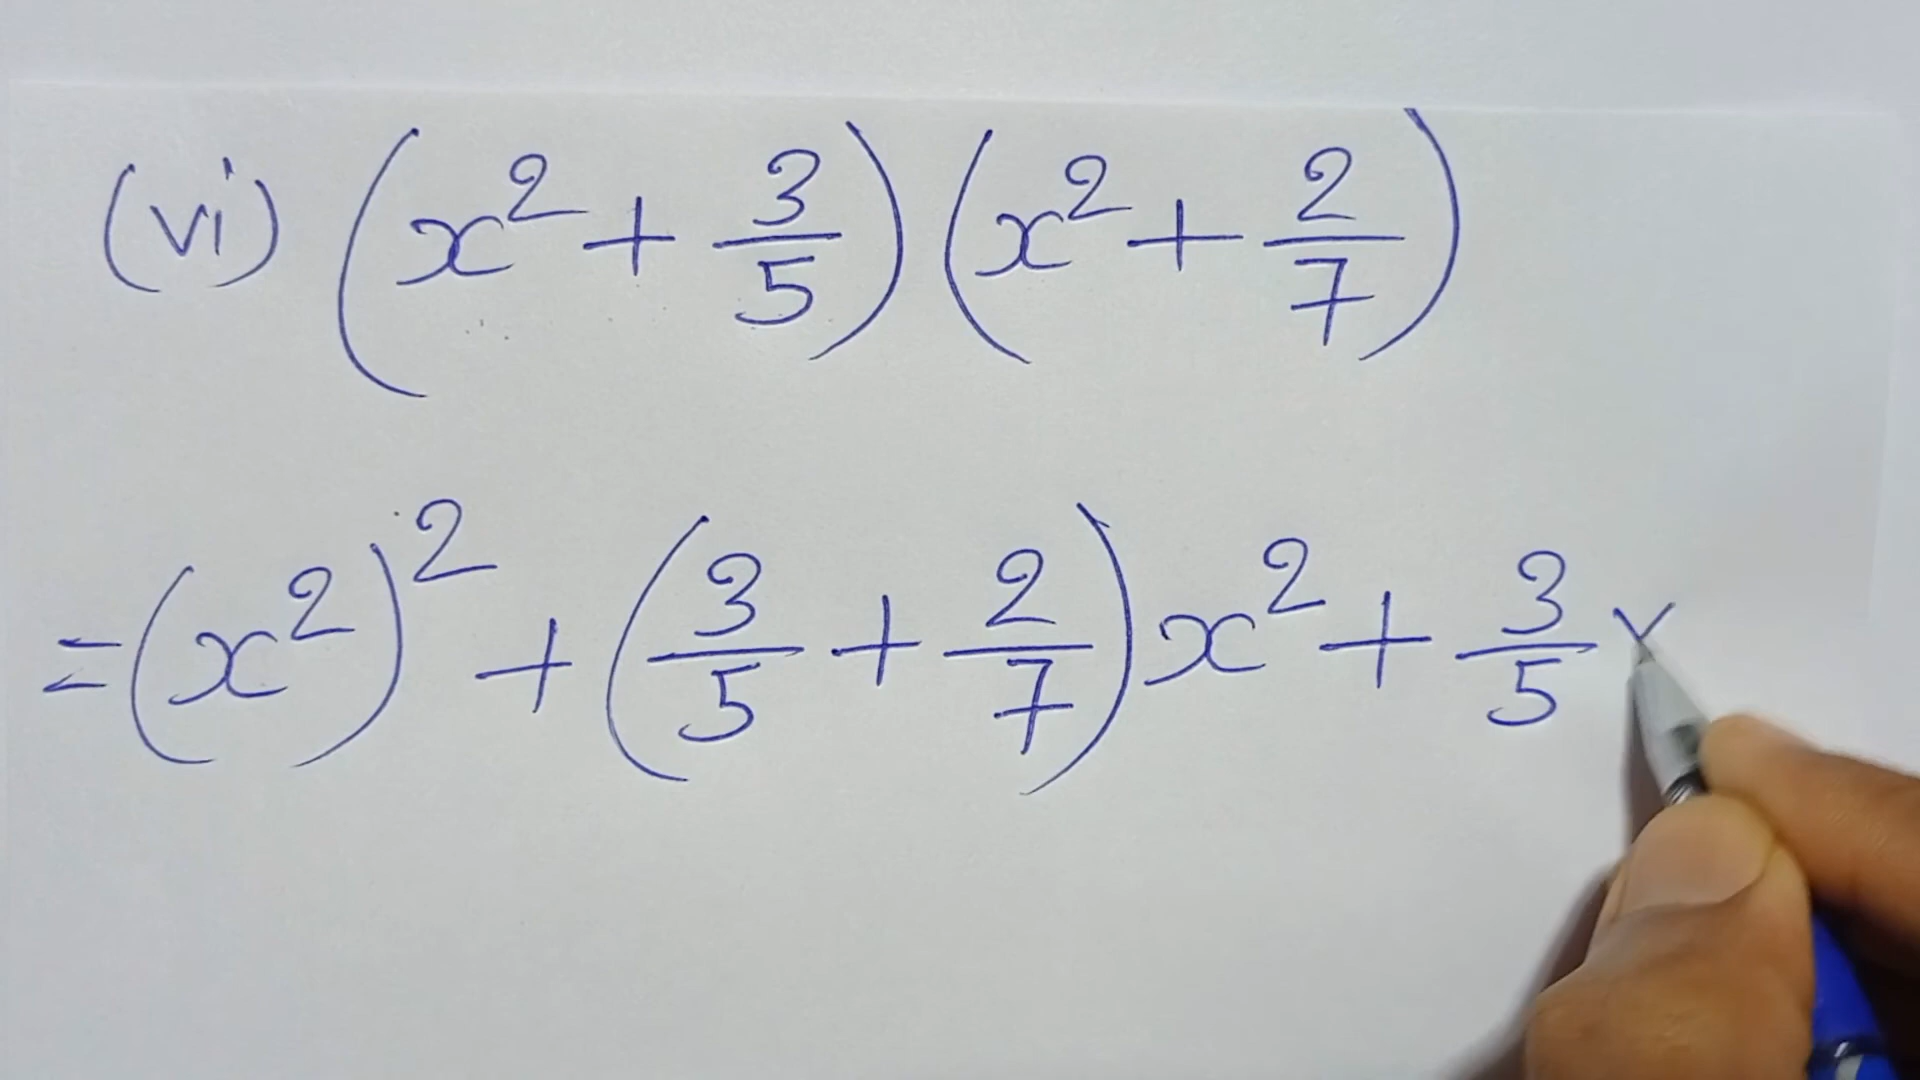 (vi) (x² + 3/5)(x² + 2/7)
= (x²)² + (3/5 + 2/7)x² + 3/5 ×